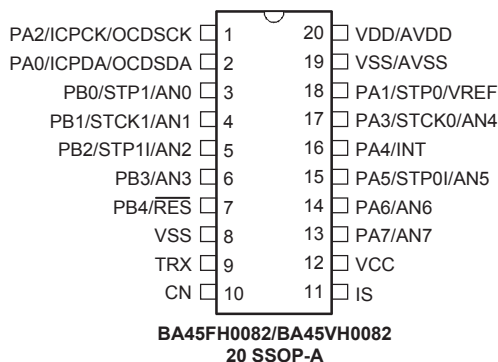 PA2/ICPCK/OCDSCK 1 20 VDD/AVDD
PA0/ICPDA/OCDSDA 2 19 VSS/AVSS
PB0/STP1/AN0 3 18 PA1/STP0/VREF
PB1/STCK1/AN1 4 17 PA3/STCK0/AN4
PB2/STP1I/AN2 5 16 PA4/INT
PB3/AN3 6 15 PA5/STP0I/AN5
PB4/RES 7 14 PA6/AN6
VSS 8 13 PA7/AN7
TRX 9 12 VCC
CN 10 11 IS
BA45FH0082/BA45VH0082
20 SSOP-A